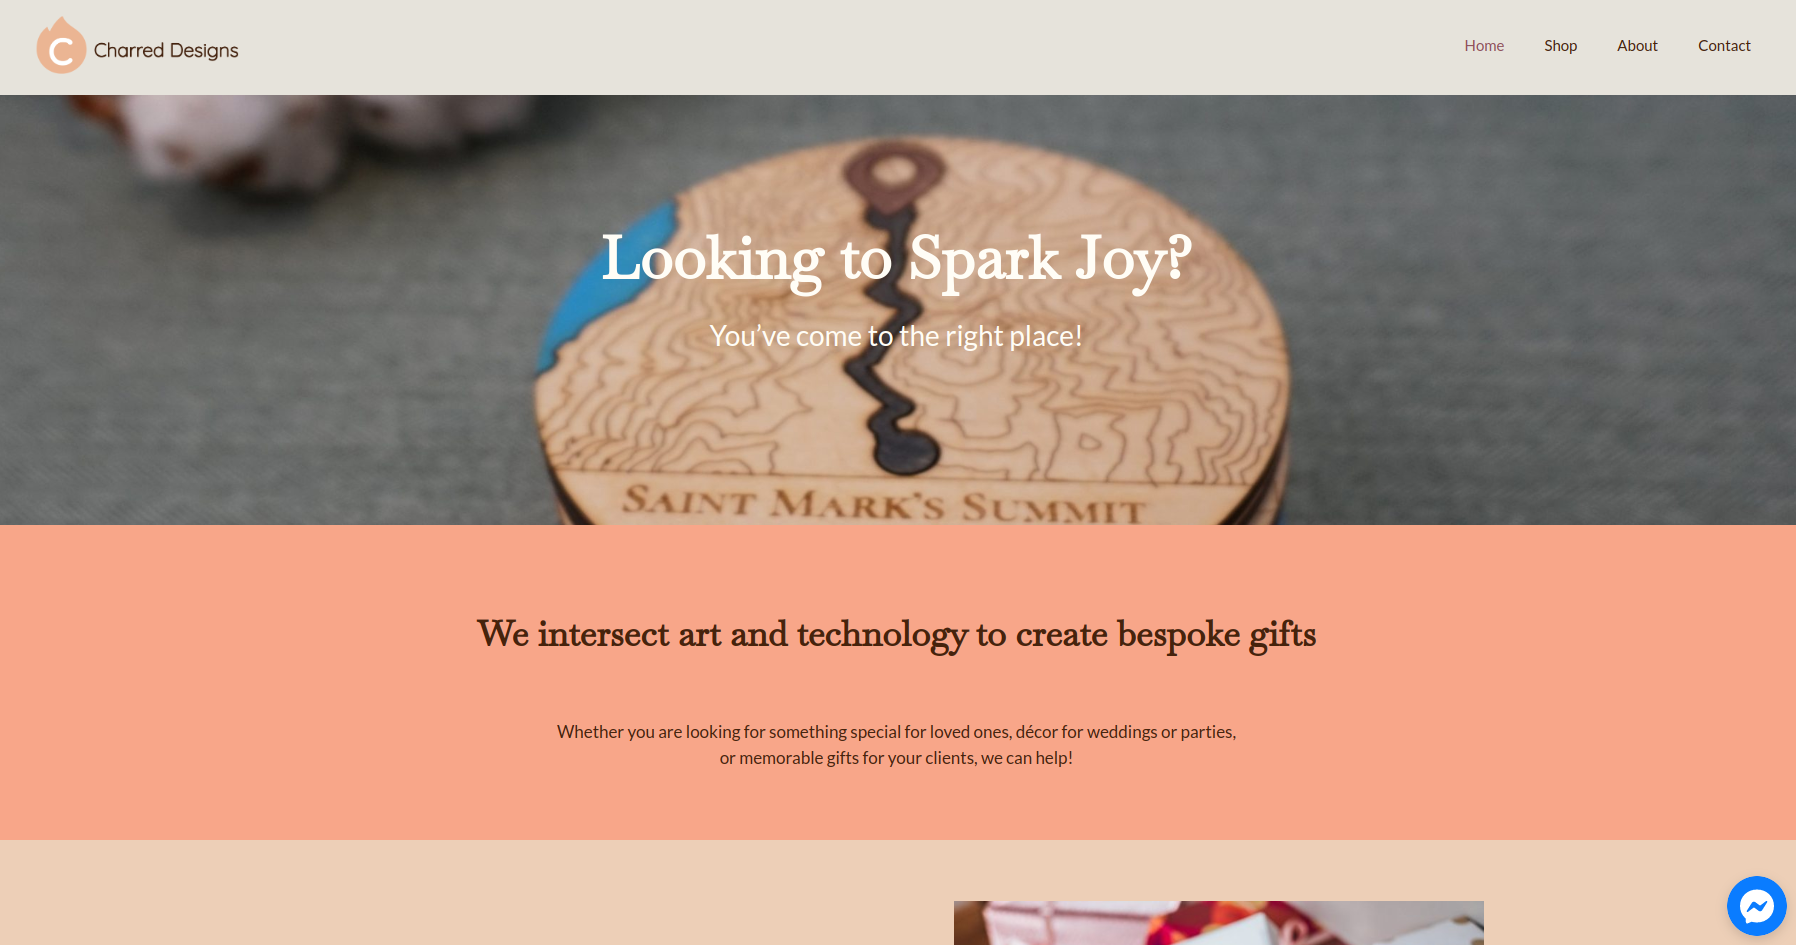 C Charred Designs
Home Shop About Contact
Looking to Spark Joy?
You’ve come to the right place!
SAINT MARK'S SUMMIT
We intersect art and technology to create bespoke gifts
Whether you are looking for something special for loved ones, décor for weddings or parties,
or memorable gifts for your clients, we can help!